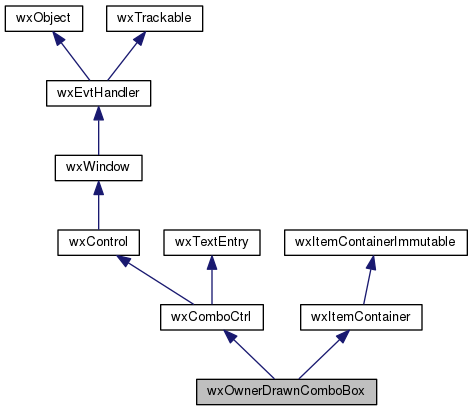 wxObject
wxTrackable
wxEvtHandler
wxWindow
wxControl
wxTextEntry
wxItemContainerImmutable
wxComboCtrl
wxItemContainer
wxOwnerDrawnComboBox